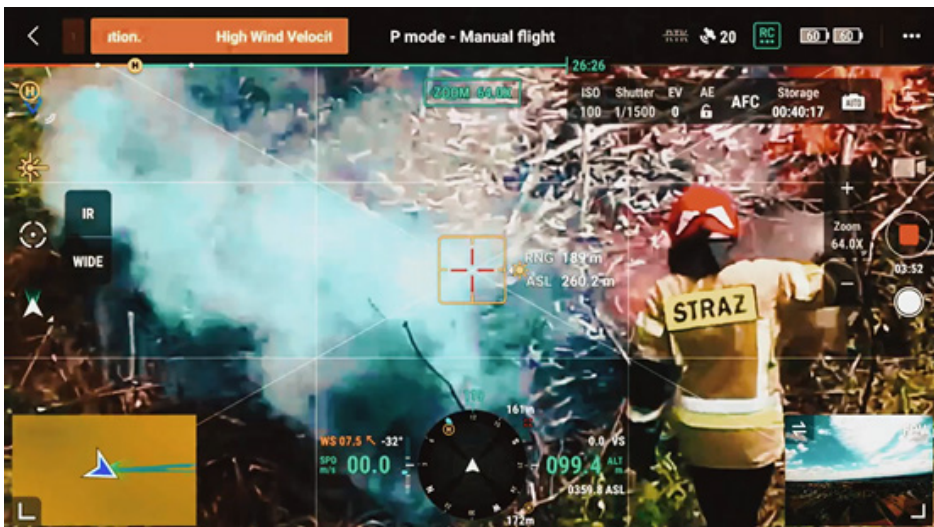 ition. High Wind Velocit P mode - Manual flight RTK 20 RC 60 60
H 26:26
ZOOM 64.0X
ISO Shutter EV AE AFC Storage AUTO
100 1/1500 0 00:40:17
H
IR
WIDE
+
Zoom
64.0X
−
03:52
RNG 189 m
ASL 260.2 m
STRAZ
161m
H
WS 07.5 -32°
SPD
m/s 00.0
0.0 VS
099.4 ALT
m
0359.8 ASL
172m